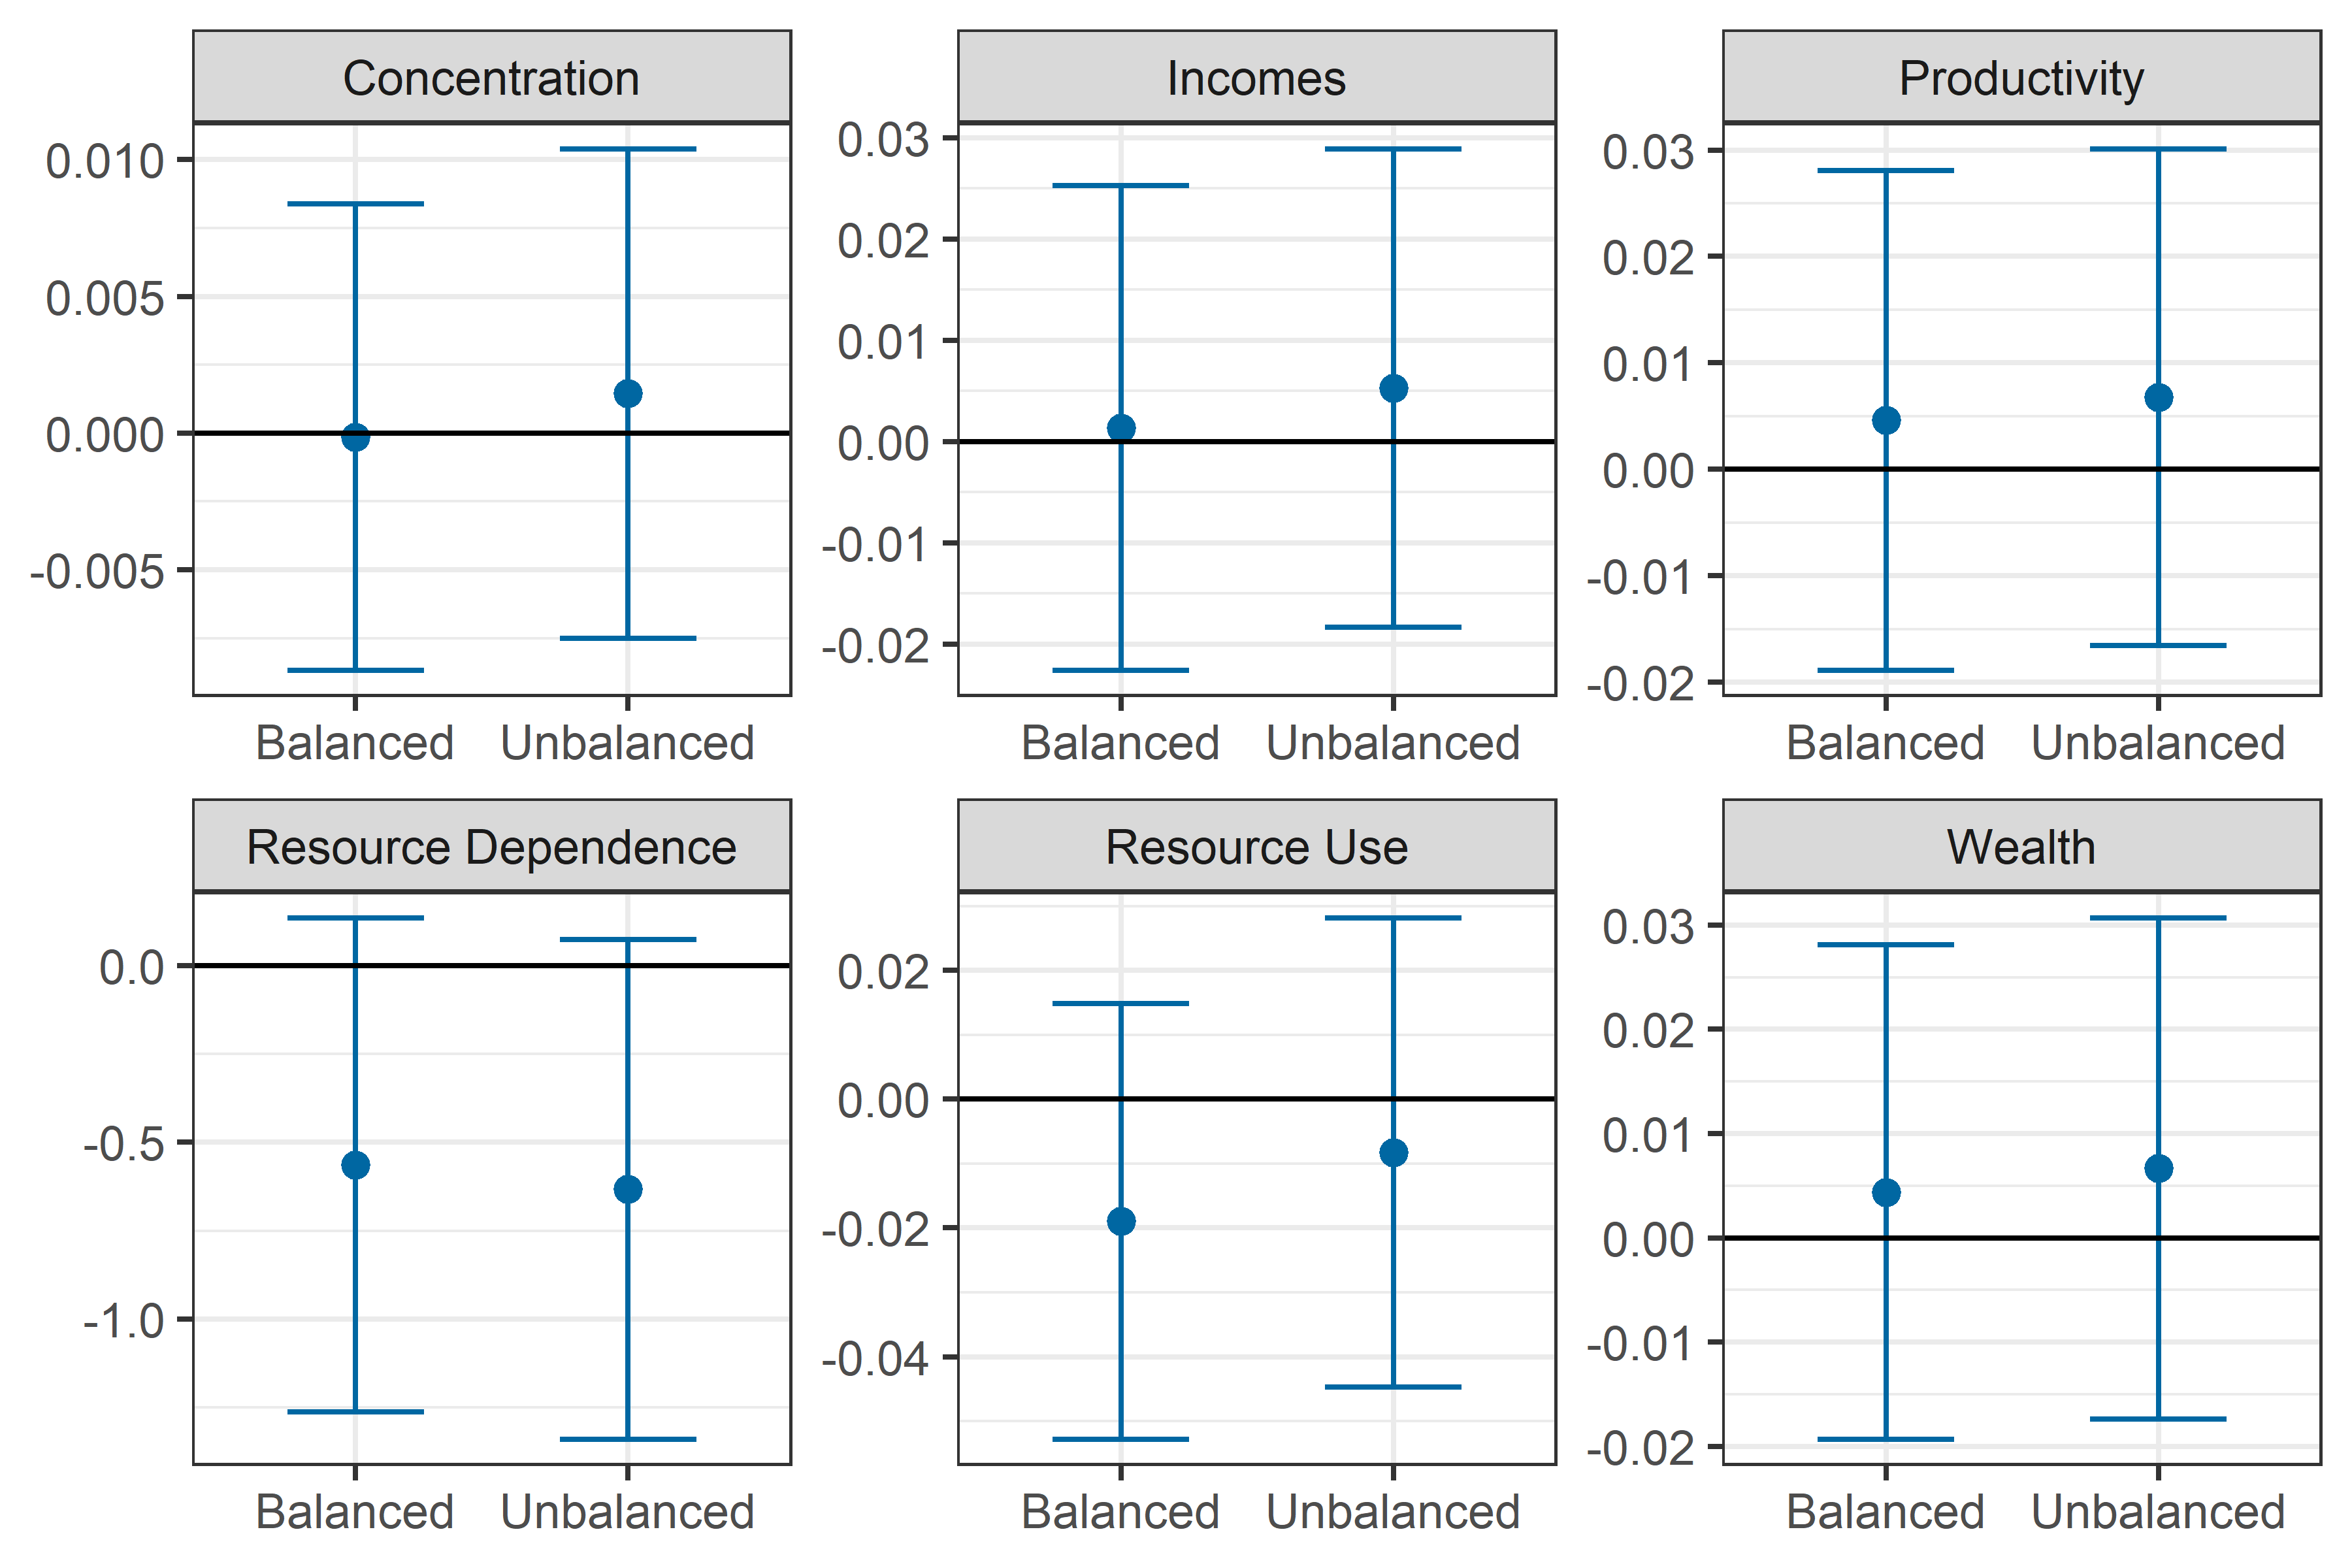 Concentration
0.010
0.005
0.000
-0.005
Balanced Unbalanced
Incomes
0.03
0.02
0.01
0.00
-0.01
-0.02
Balanced Unbalanced
Productivity
0.03
0.02
0.01
0.00
-0.01
-0.02
Balanced Unbalanced
Resource Dependence
0.0
-0.5
-1.0
Balanced Unbalanced
Resource Use
0.02
0.00
-0.02
-0.04
Balanced Unbalanced
Wealth
0.03
0.02
0.01
0.00
-0.01
-0.02
Balanced Unbalanced